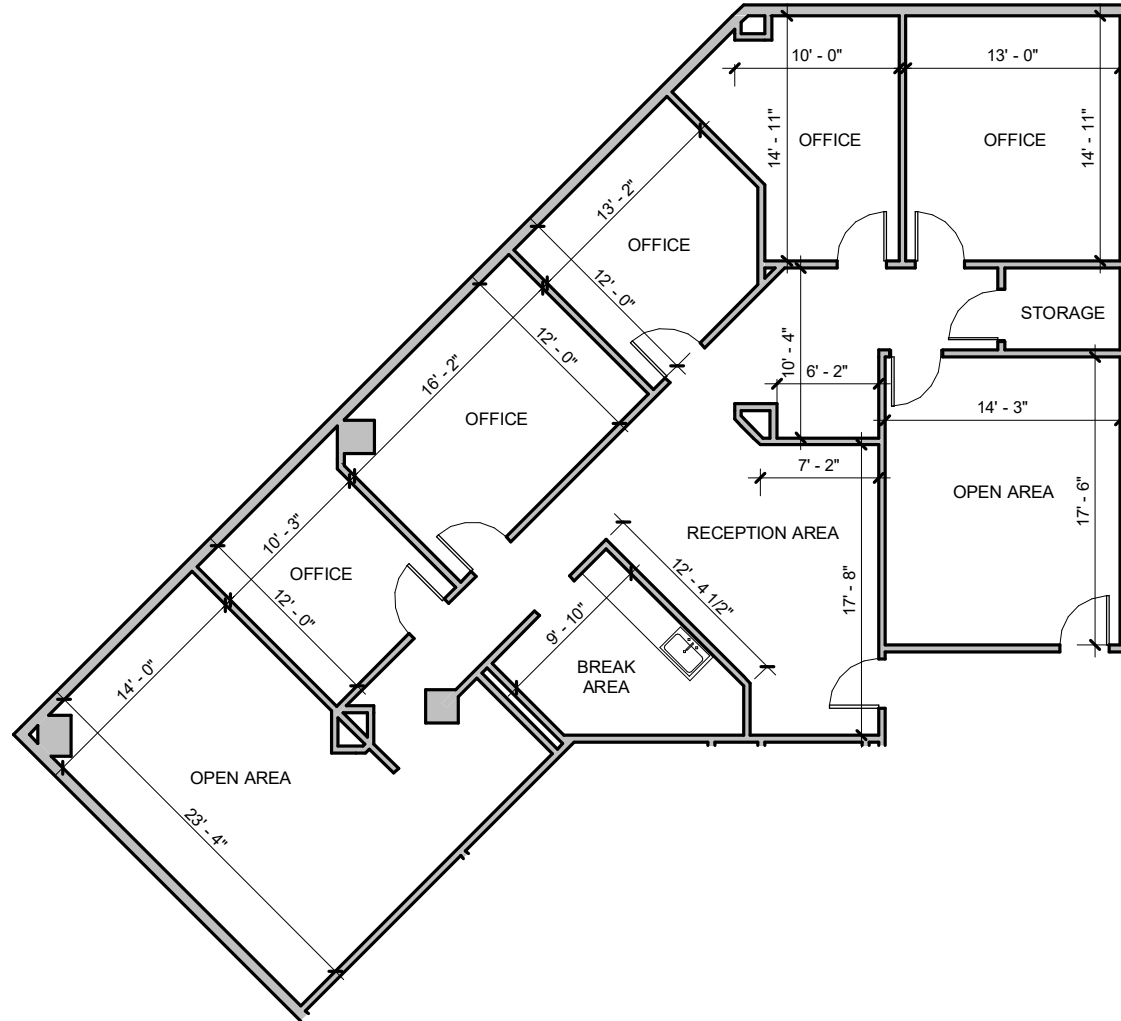 10' - 0"
13' - 0"
14' - 11"
OFFICE
OFFICE
14' - 11"
13' - 2"
OFFICE
12' - 0"
STORAGE
12' - 0"
10' - 4"
6' - 2"
16' - 2"
OFFICE
14' - 3"
7' - 2"
OPEN AREA
17' - 6"
10' - 3"
RECEPTION AREA
OFFICE
12' - 0"
12' - 4 1/2"
17' - 8"
9' - 10"
14' - 0"
BREAK
AREA
OPEN AREA
23' - 4"